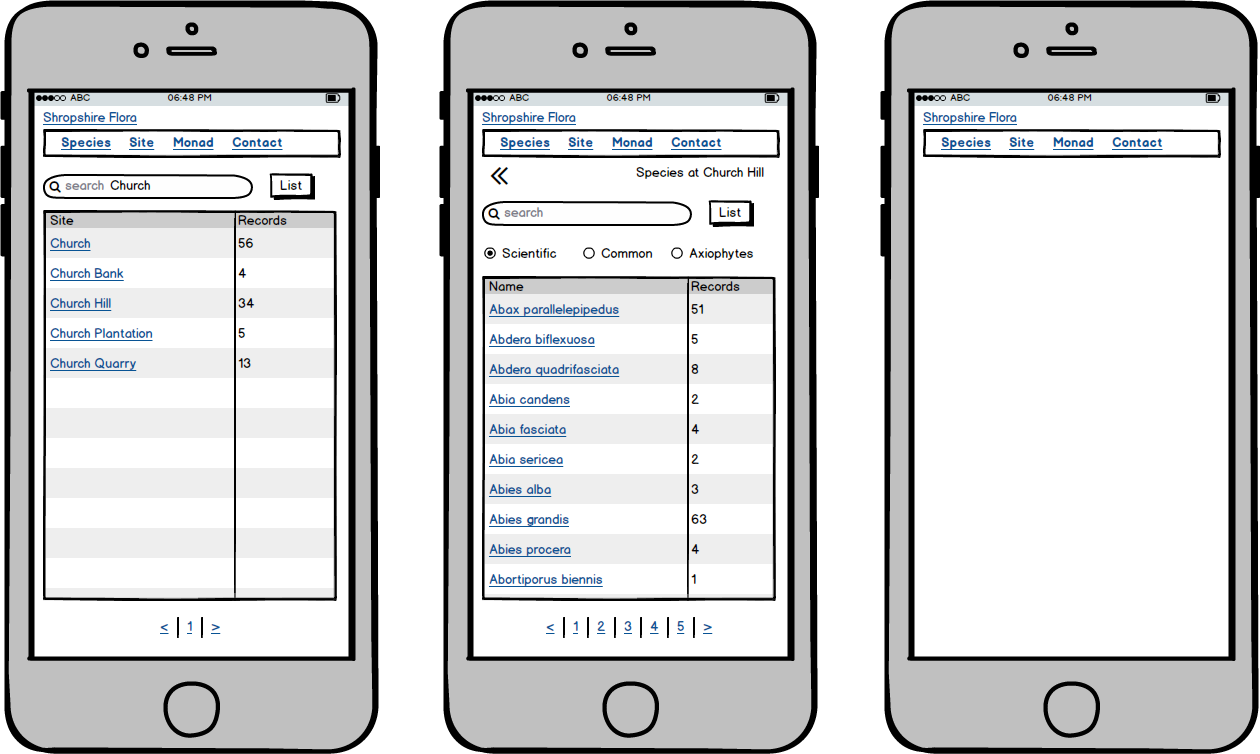 ABC 06:48 PM
Shropshire Flora
Species Site Monad Contact
search Church List
Site Records
Church 56
Church Bank 4
Church Hill 34
Church Plantation 5
Church Quarry 13
< 1 >
ABC 06:48 PM
Shropshire Flora
Species Site Monad Contact
Species at Church Hill
search List
Scientific Common Axiophytes
Name Records
Abax parallelepipedus 51
Abdera biflexuosa 5
Abdera quadrifasciata 8
Abia candens 2
Abia fasciata 4
Abia sericea 2
Abies alba 3
Abies grandis 63
Abies procera 4
Abortiporus biennis 1
< 1 2 3 4 5 >
ABC 06:48 PM
Shropshire Flora
Species Site Monad Contact